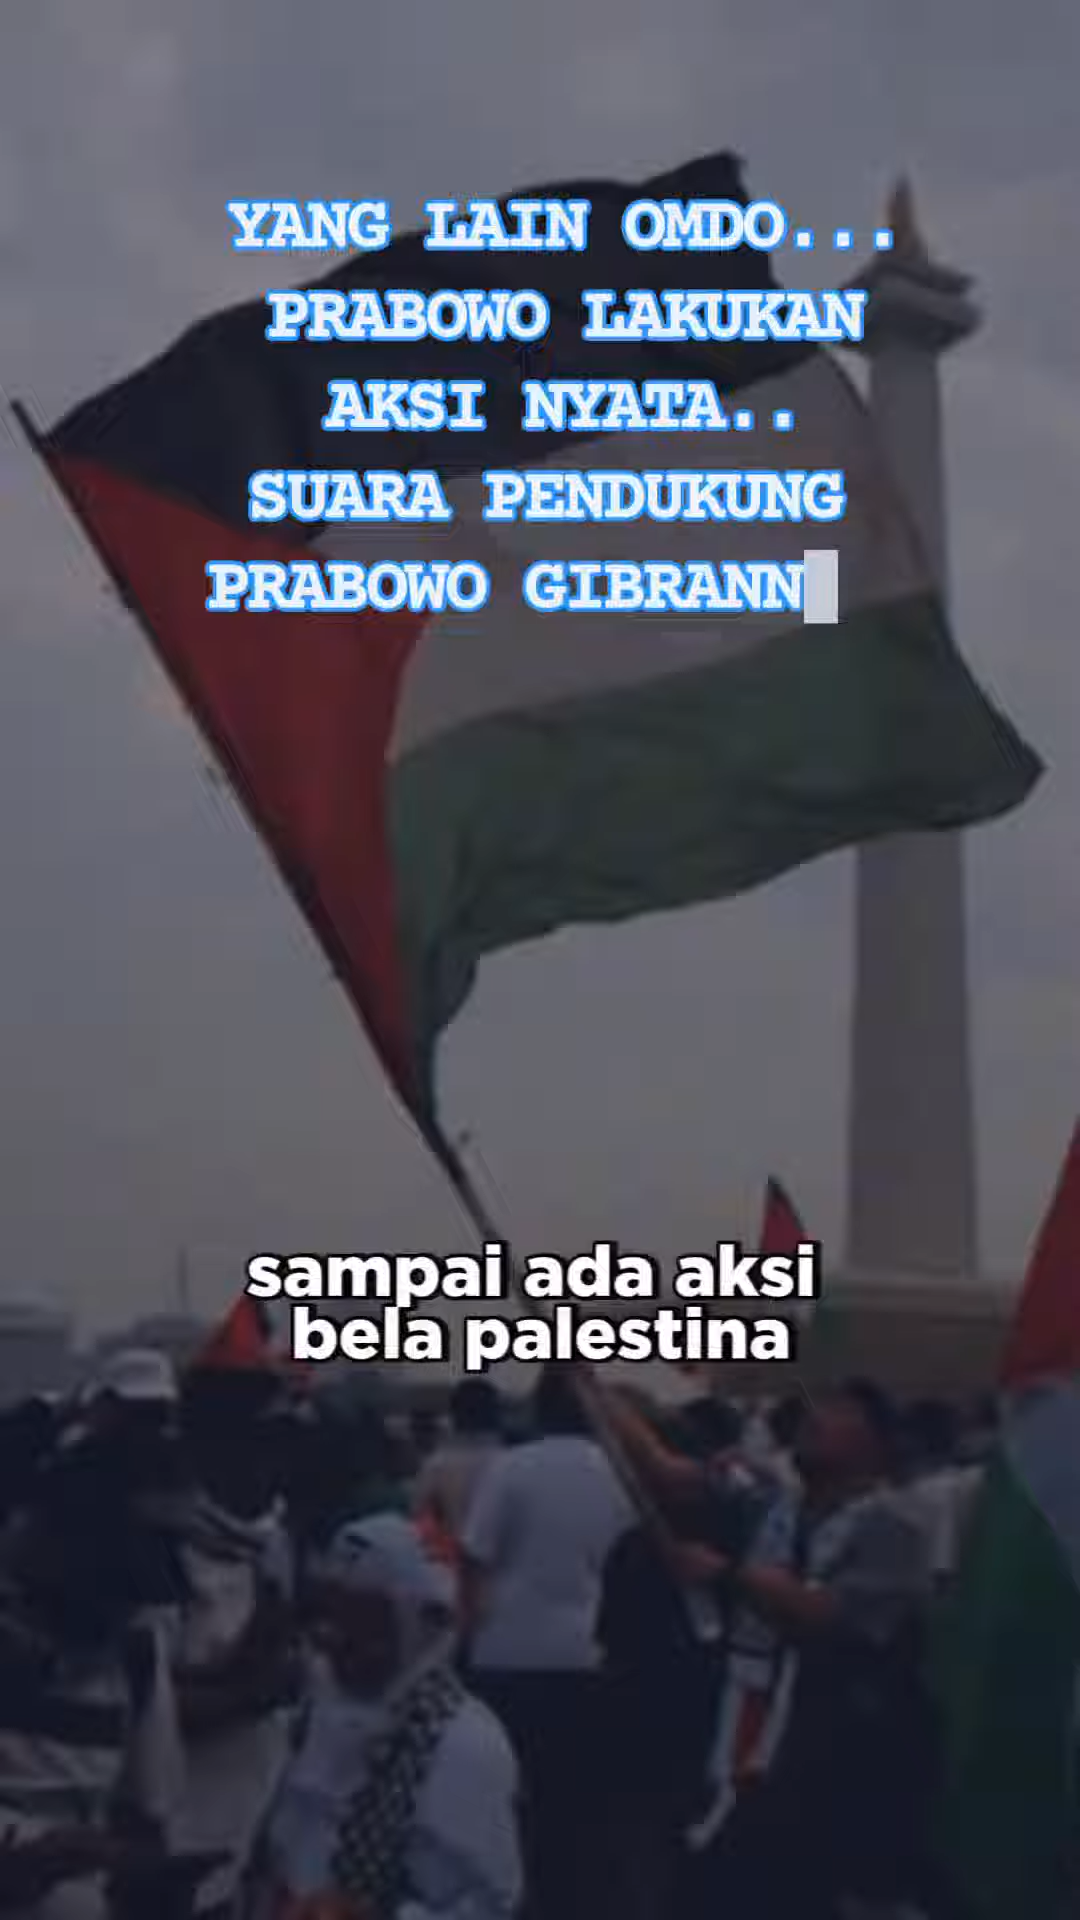 YANG LAIN OMDO...
PRABOWO LAKUKAN
AKSI NYATA..
SUARA PENDUKUNG
PRABOWO GIBRANN
sampai ada aksi
bela palestina